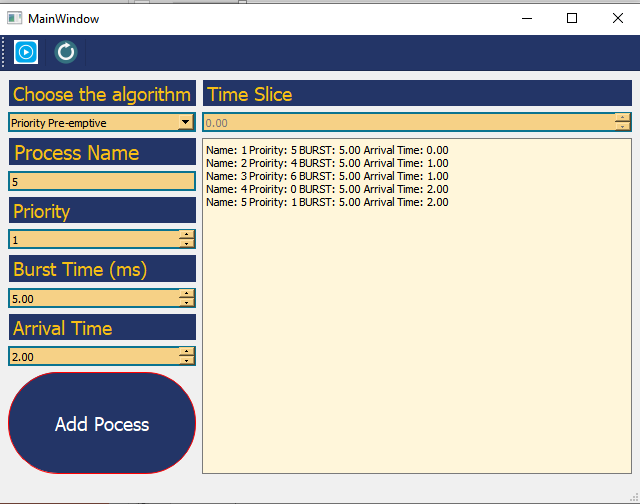 MainWindow
Choose the algorithm
Time Slice
Priority Pre-emptive
0.00
Process Name
5
Priority
1
Burst Time (ms)
5.00
Arrival Time
2.00
Add Pocess
Name: 1 Proirity: 5 BURST: 5.00 Arrival Time: 0.00
Name: 2 Proirity: 4 BURST: 5.00 Arrival Time: 1.00
Name: 3 Proirity: 6 BURST: 5.00 Arrival Time: 1.00
Name: 4 Proirity: 0 BURST: 5.00 Arrival Time: 2.00
Name: 5 Proirity: 1 BURST: 5.00 Arrival Time: 2.00